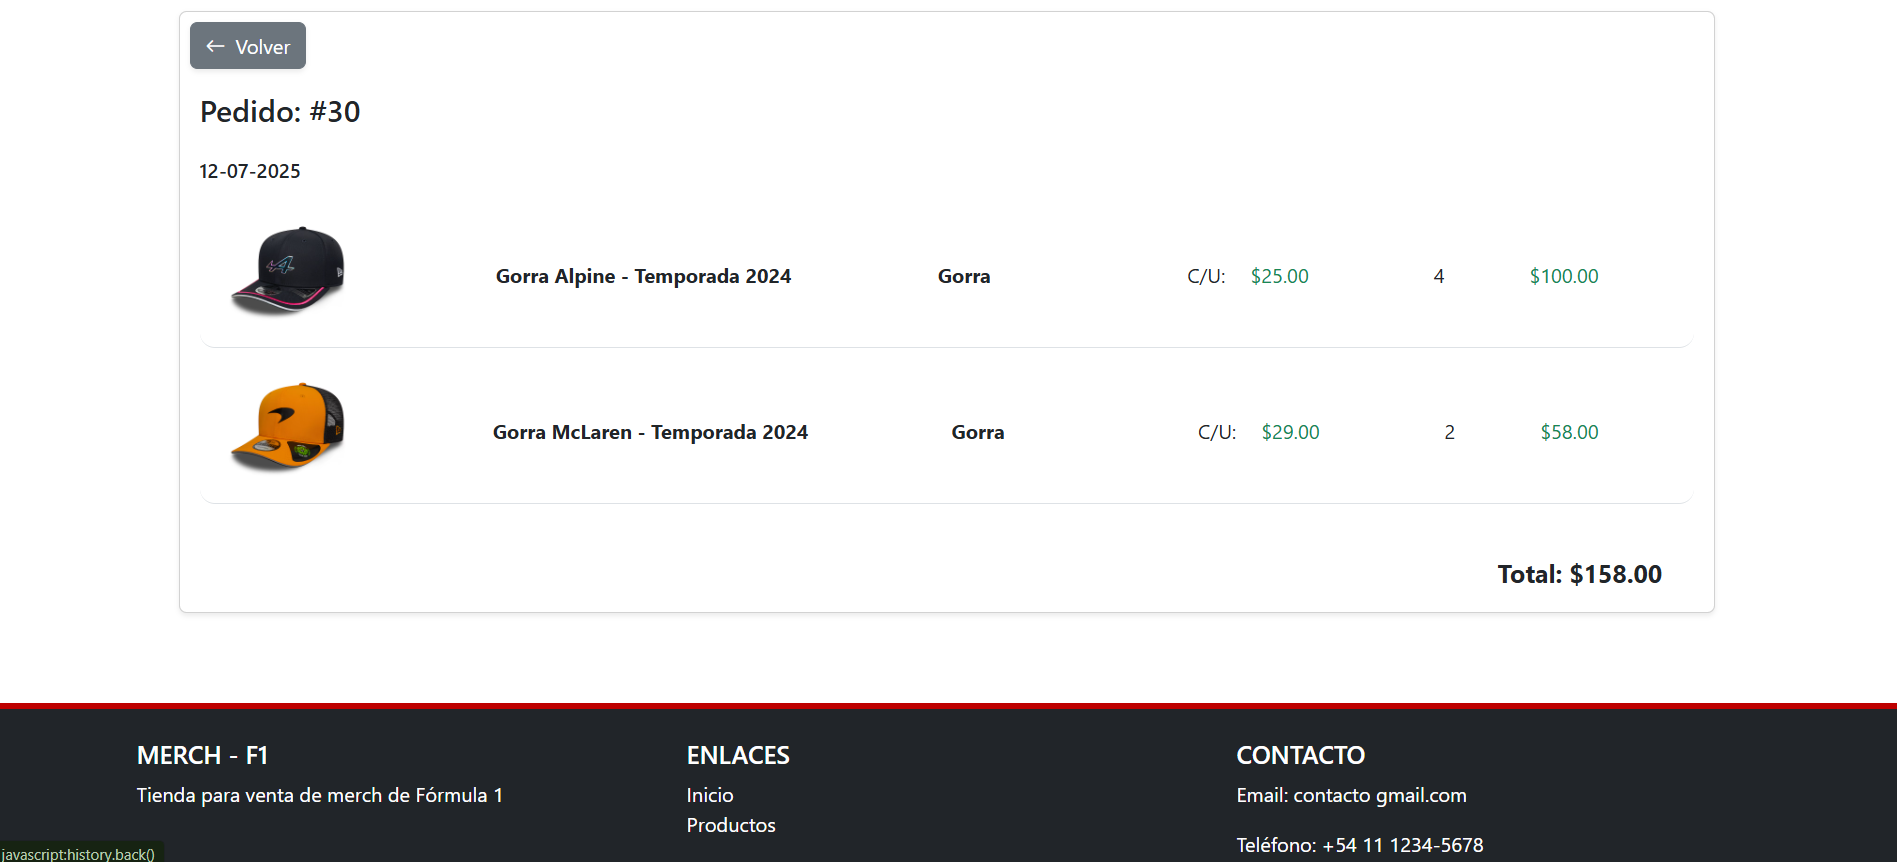 ← Volver
Pedido: #30
12-07-2025
Gorra Alpine - Temporada 2024 Gorra C/U: $25.00 4 $100.00
Gorra McLaren - Temporada 2024 Gorra C/U: $29.00 2 $58.00
Total: $158.00
MERCH - F1
Tienda para venta de merch de Fórmula 1
ENLACES
Inicio
Productos
CONTACTO
Email: contacto gmail.com
Teléfono: +54 11 1234-5678
javascript:history.back()